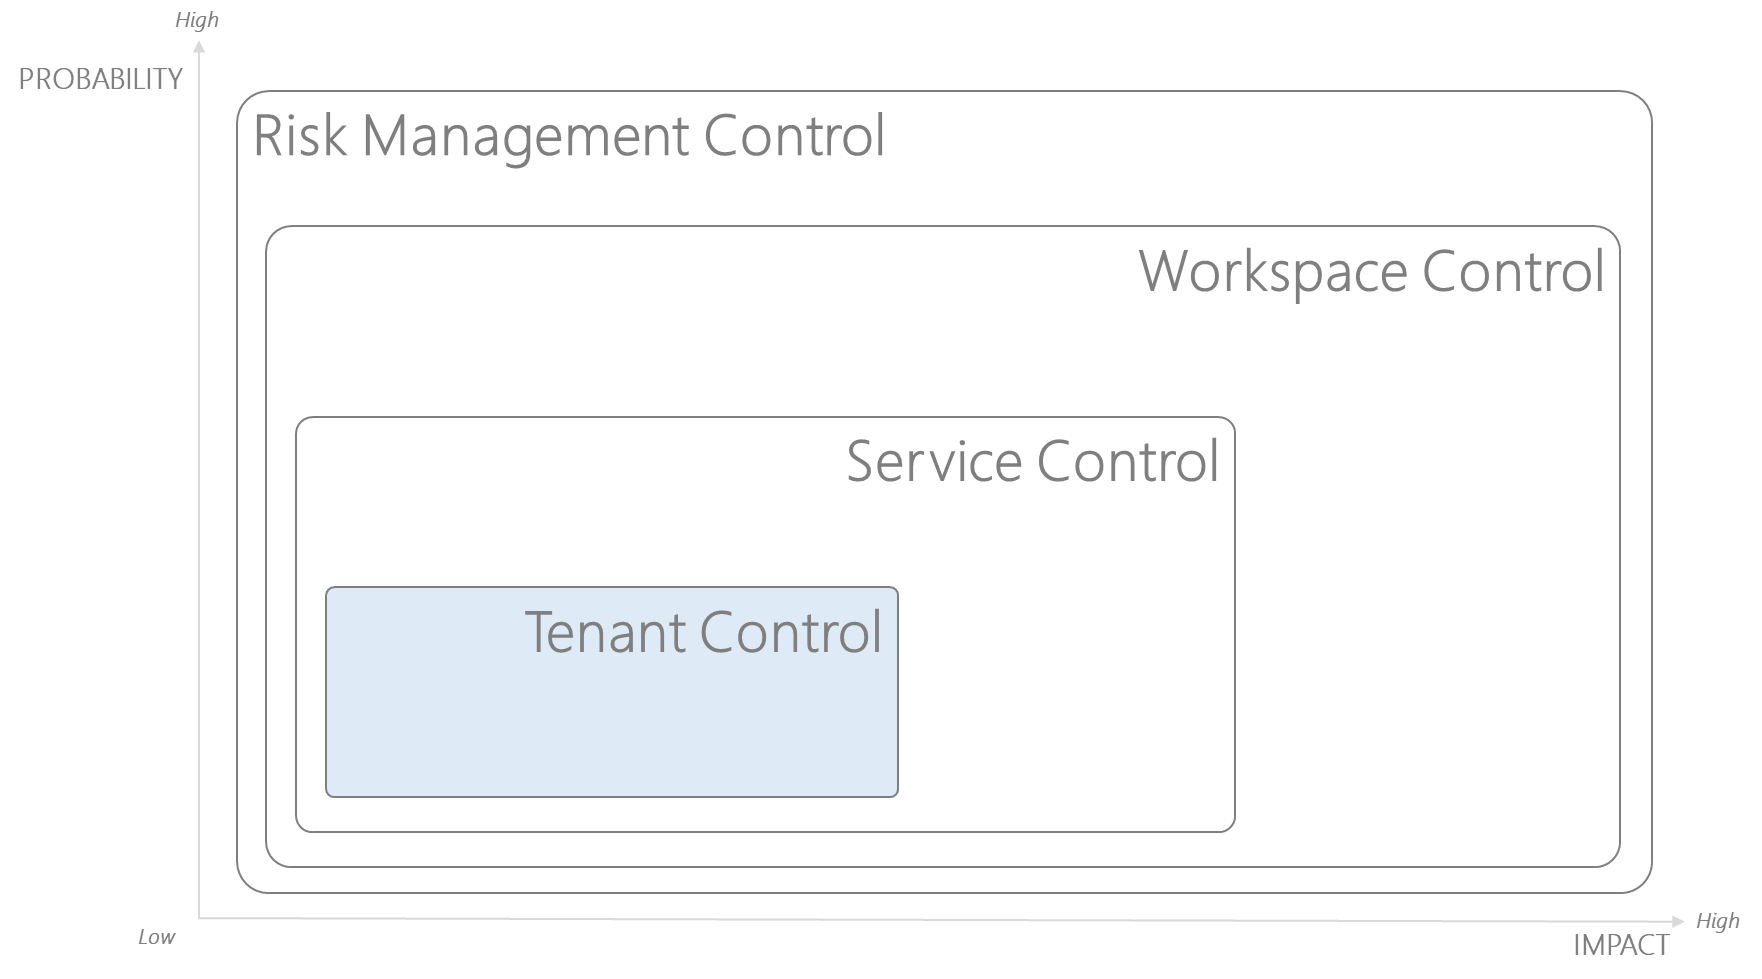 High
PROBABILITY
Risk Management Control
Workspace Control
Service Control
Tenant Control
Low
High
IMPACT